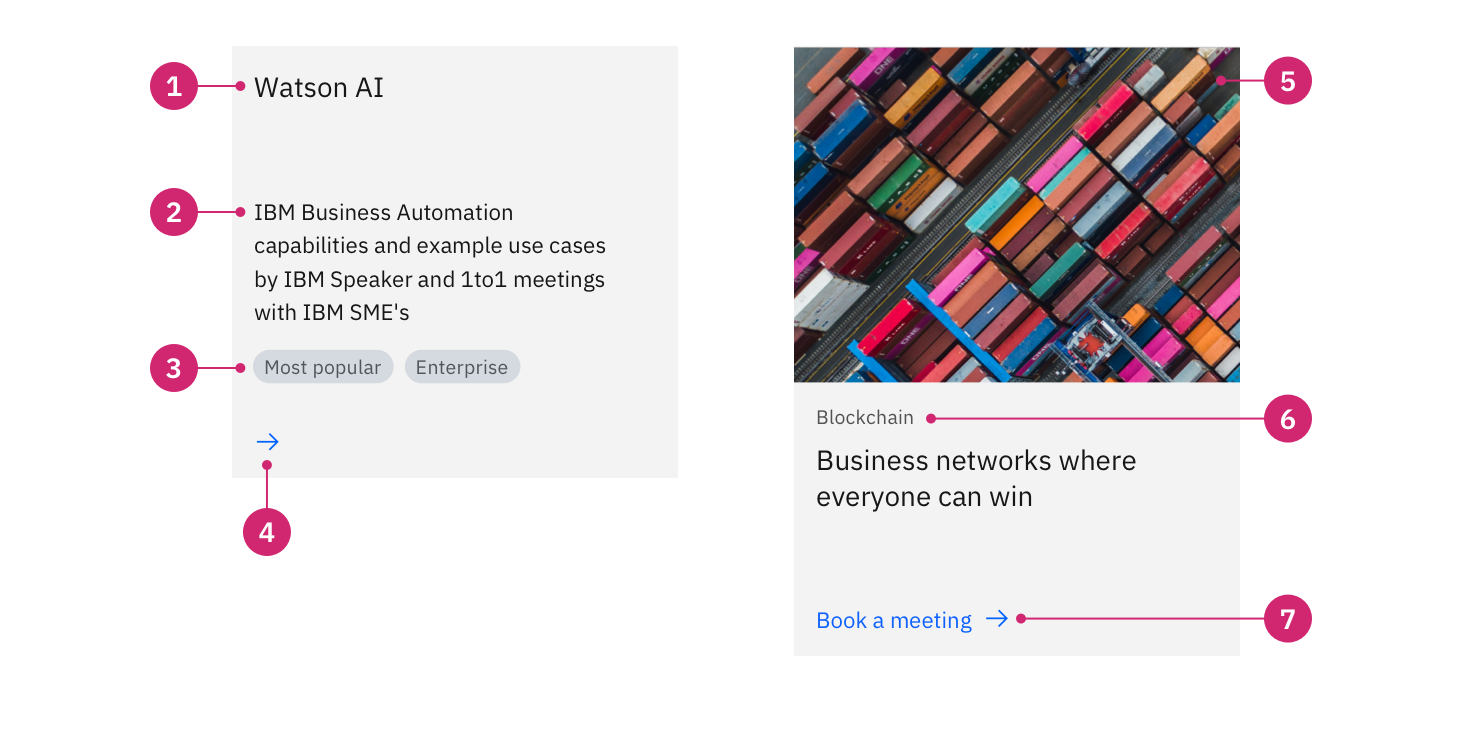 1
Watson AI
2
IBM Business Automation
capabilities and example use cases
by IBM Speaker and 1to1 meetings
with IBM SME's
3
Most popular
Enterprise
4
5
ONE
ONE
6
Blockchain
Business networks where
everyone can win
Book a meeting
7